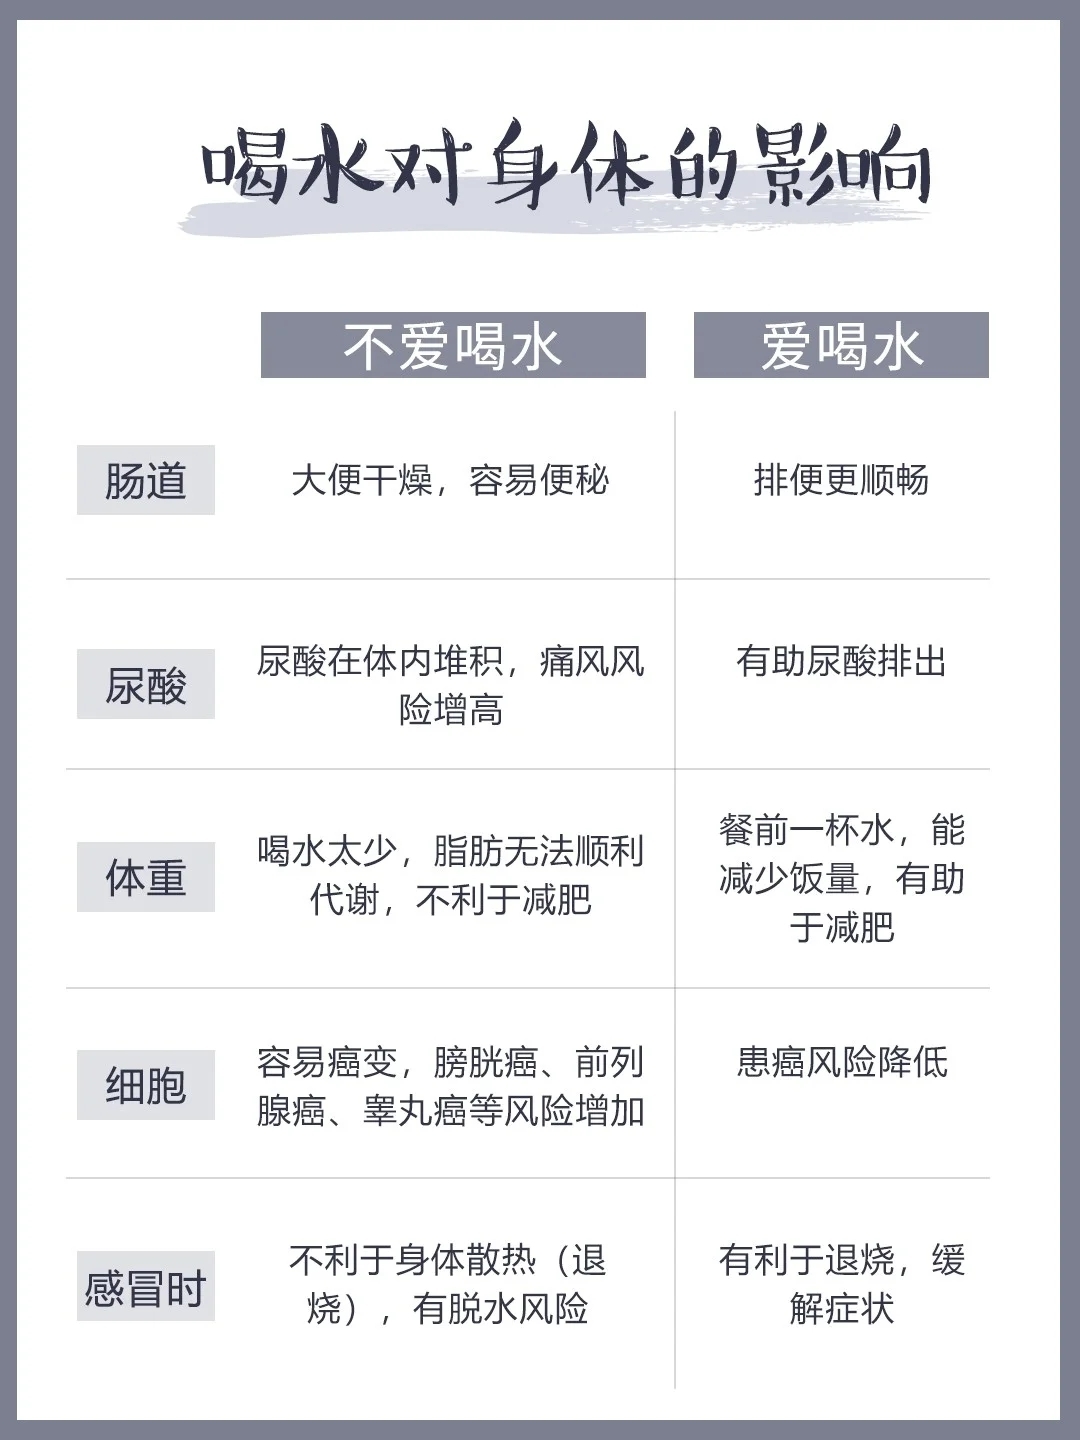 喝水对身体的影响
不爱喝水
爱喝水
肠道
大便干燥，容易便秘
排便更顺畅
尿酸
尿酸在体内堆积，痛风风
险增高
有助尿酸排出
体重
喝水太少，脂肪无法顺利
代谢，不利于减肥
餐前一杯水，能
减少饭量，有助
于减肥
细胞
容易癌变，膀胱癌、前列
腺癌、睾丸癌等风险增加
患癌风险降低
感冒时
不利于身体散热（退
烧），有脱水风险
有利于退烧，缓
解症状